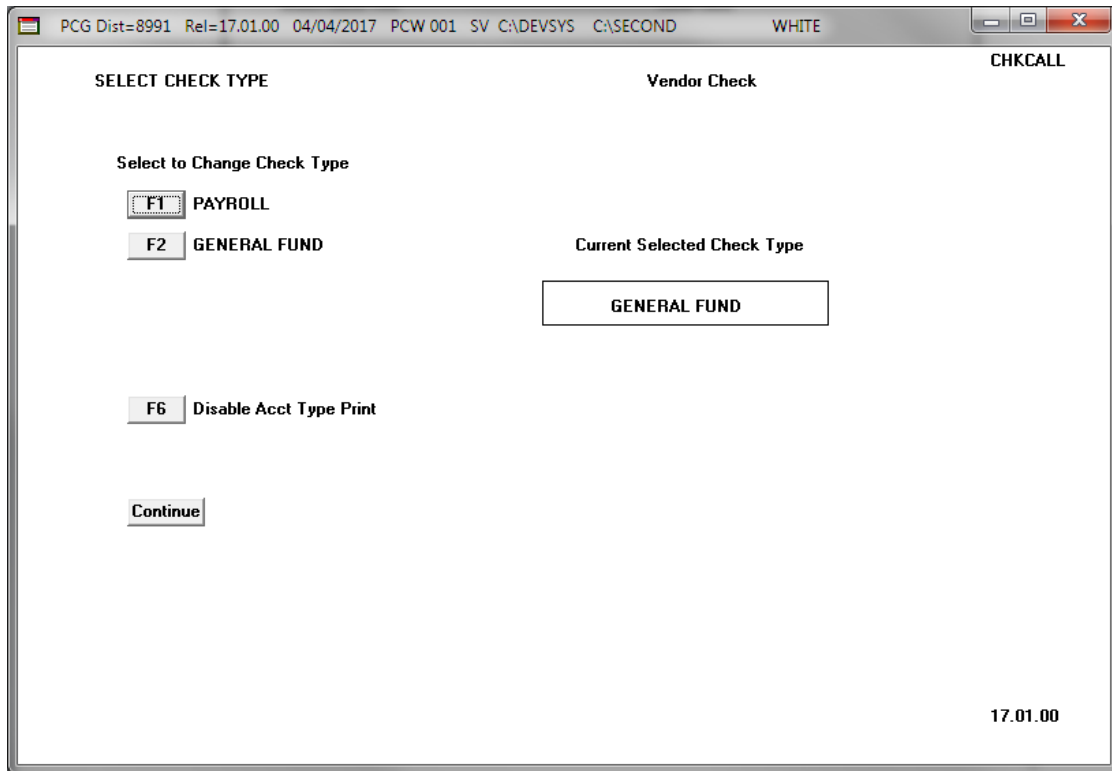 PCG Dist=8991 Rel=17.01.00 04/04/2017 PCW 001 SV C:\DEVSYS C:\SECOND WHITE
CHKCALL
SELECT CHECK TYPE Vendor Check
Select to Change Check Type
F1 PAYROLL
F2 GENERAL FUND Current Selected Check Type
GENERAL FUND
F6 Disable Acct Type Print
Continue
17.01.00